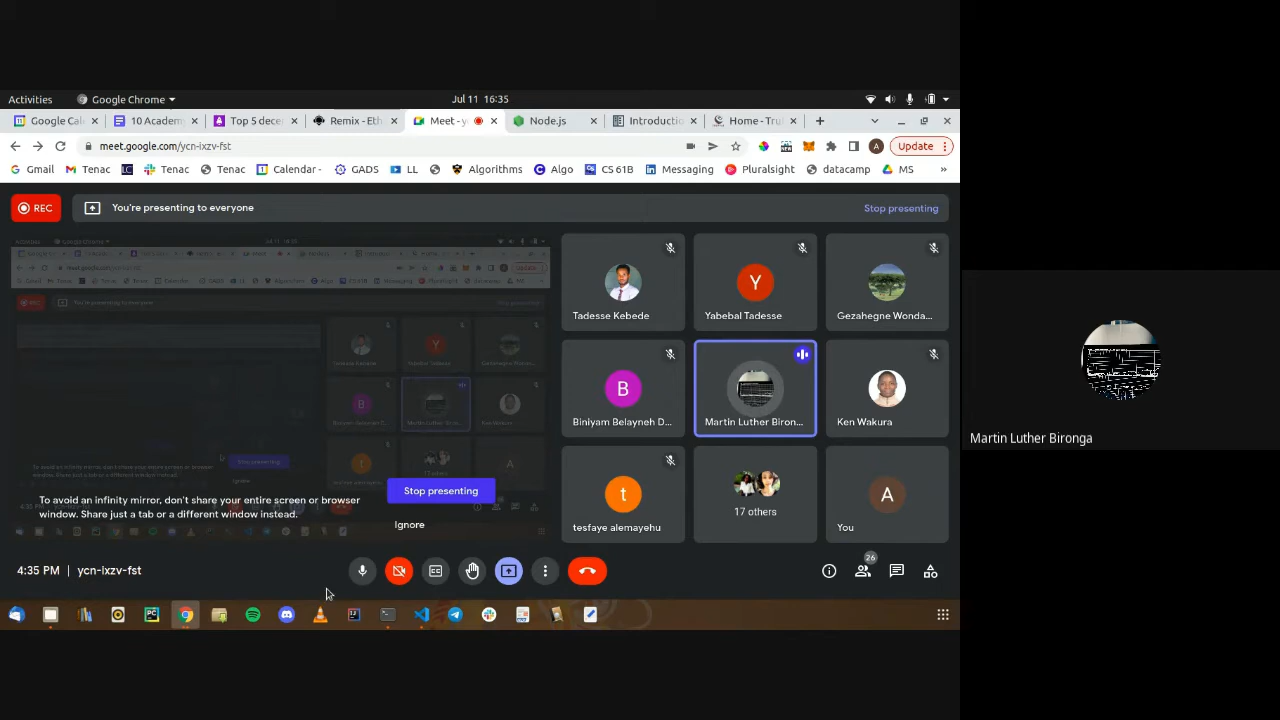 Activities
Google Chrome
Jul 11 16:35
Google Cal
10 Academ
Top 5 dece
Remix - Eth
Meet - y
Node.js
Introductio
Home - Tru
meet.google.com/ycn-ixzv-fst
A
Update
Gmail
Tenac
LC
Tenac
Tenac
Calendar -
GADS
LL
Algorithms
Algo
CS 61B
Messaging
Pluralsight
datacamp
MS
»
REC
You're presenting to everyone
Stop presenting
Tadesse Kebede
Y
Yabebal Tadesse
Gezahegne Wonda...
B
Biniyam Belayneh D...
Martin Luther Biron...
Ken Wakura
t
tesfaye alemayehu
17 others
A
You
To avoid an infinity mirror, don't share your entire screen or browser
window. Share just a tab or a different window instead.
Stop presenting
Ignore
4:35 PM | ycn-ixzv-fst
26
Martin Luther Bironga